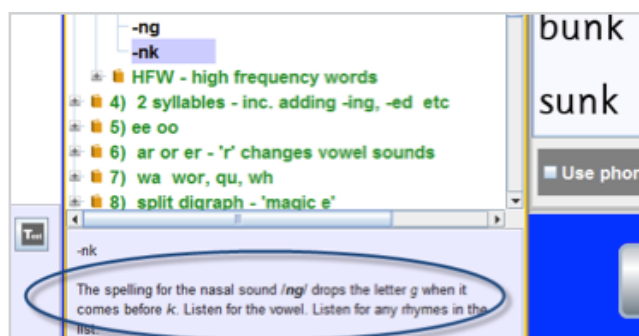 -ng
-nk
HFW - high frequency words
4) 2 syllables - inc. adding -ing, -ed etc
5) ee oo
6) ar or er - 'r' changes vowel sounds
7) wa wor, qu, wh
8) split digraph - 'magic e'
bunk
sunk
Use phon
Text
-nk
The spelling for the nasal sound /ng/ drops the letter g when it
comes before k. Listen for the vowel. Listen for any rhymes in the
list.